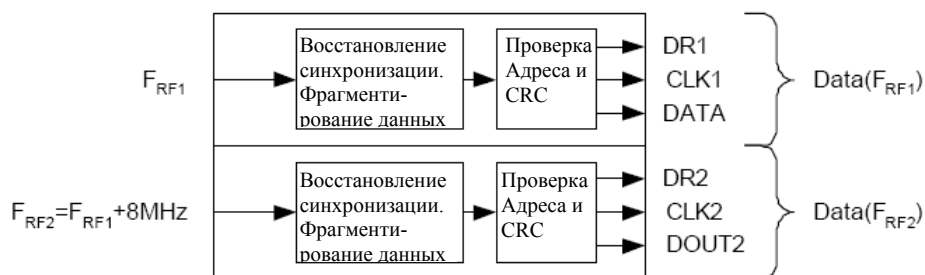 Восстановление
синхронизации.
Фрагменти-
рование данных
Проверка
Адреса и
CRC
DR1
CLK1
DATA
F_RF1
Data(F_RF1)
Восстановление
синхронизации.
Фрагменти-
рование данных
Проверка
Адреса и
CRC
DR2
CLK2
DOUT2
F_RF2=F_RF1+8MHz
Data(F_RF2)